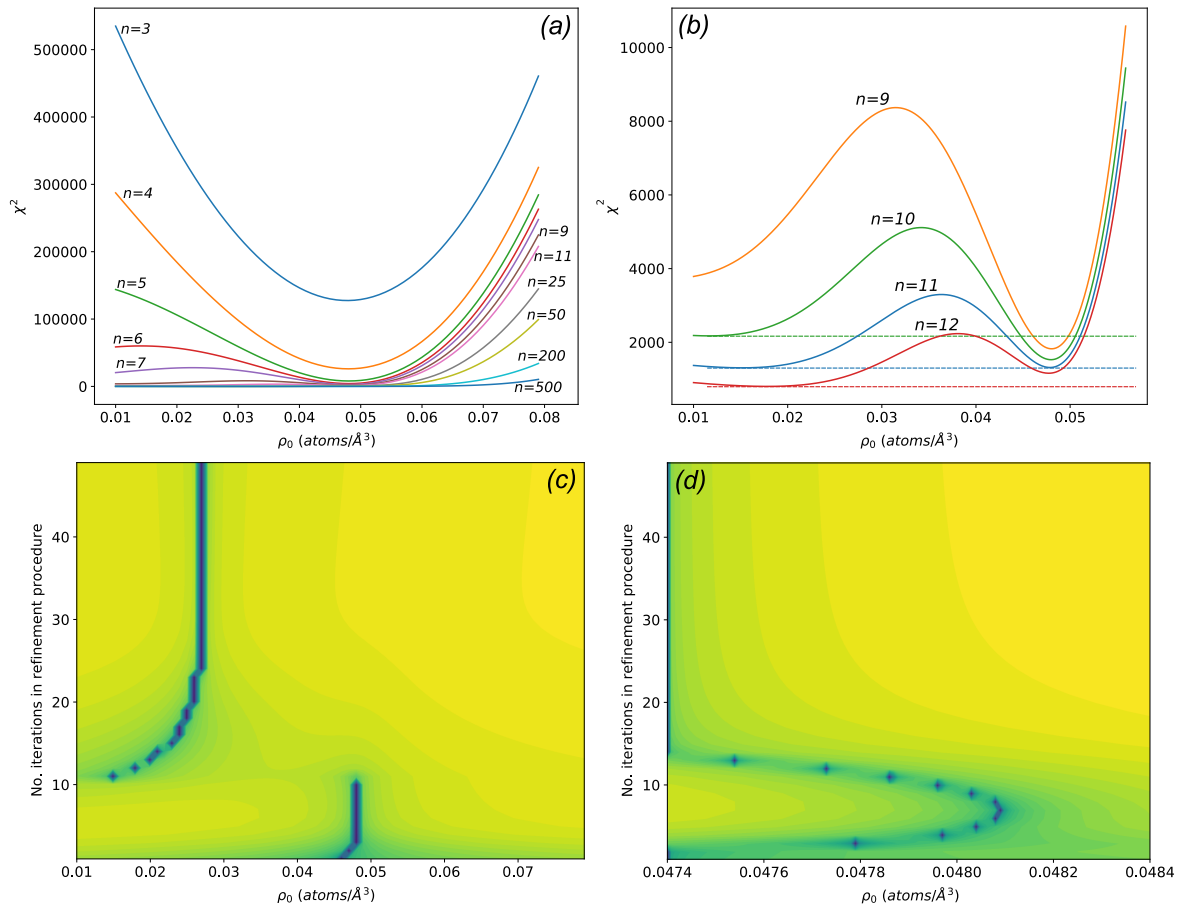 (a)
n=3
n=4
n=5
n=6
n=7
n=9
n=11
n=25
n=50
n=200
n=500
500000
400000
300000
200000
100000
0
χ²
0.01 0.02 0.03 0.04 0.05 0.06 0.07 0.08
ρ₀ (atoms/Å³)
(b)
n=9
n=10
n=11
n=12
10000
8000
6000
4000
2000
χ²
0.01 0.02 0.03 0.04 0.05
ρ₀ (atoms/Å³)
(c)
No. iterations in refinement procedure
40
30
20
10
0.01 0.02 0.03 0.04 0.05 0.06 0.07
ρ₀ (atoms/Å³)
(d)
No. iterations in refinement procedure
40
30
20
10
0.0474 0.0476 0.0478 0.0480 0.0482 0.0484
ρ₀ (atoms/Å³)